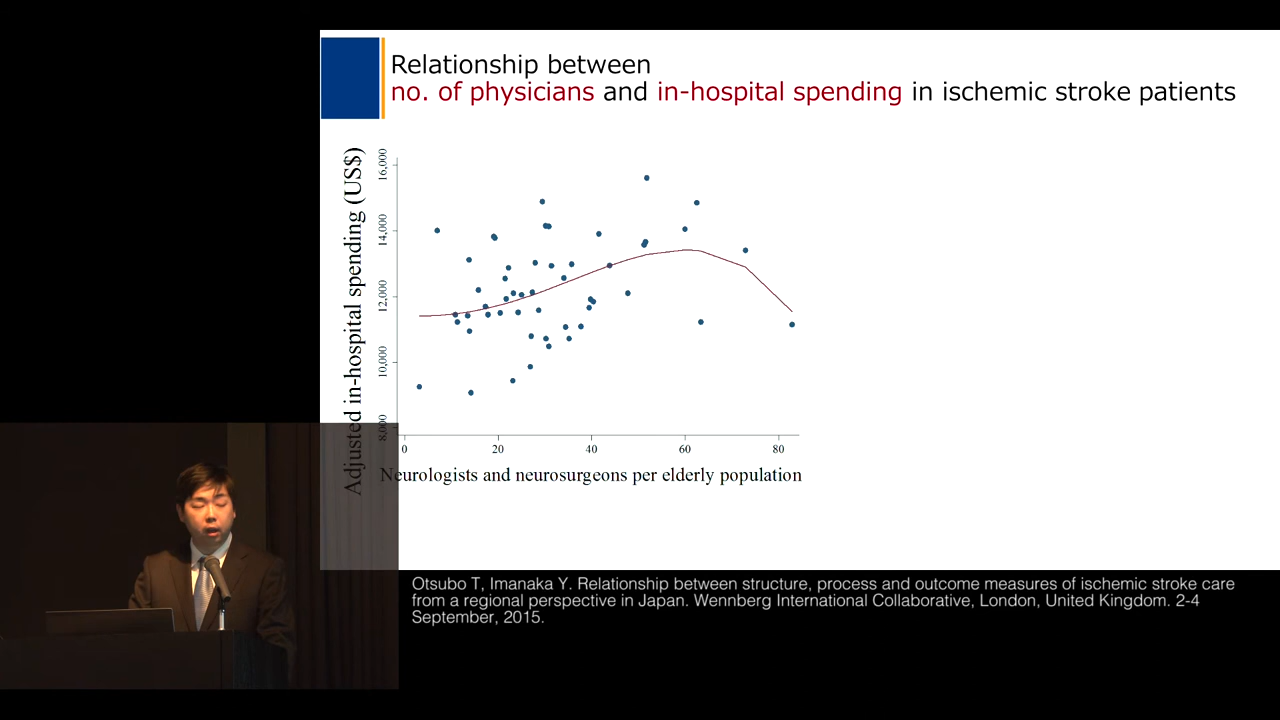 Relationship between
no. of physicians and in-hospital spending in ischemic stroke patients
Adjusted in-hospital spending (US$)
16,000
14,000
12,000
10,000
8,000
0 20 40 60 80
Neurologists and neurosurgeons per elderly population
Otsubo T, Imanaka Y. Relationship between structure, process and outcome measures of ischemic stroke care
from a regional perspective in Japan. Wennberg International Collaborative, London, United Kingdom. 2-4
September, 2015.